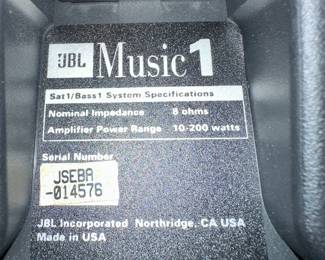 JBL Music 1
Sat1/Bass1 System Specifications
Nominal Impedance 8 ohms
Amplifier Power Range 10-200 watts
Serial Number
JSEBA
-014576
JBL Incorporated Northridge, CA USA
Made in USA